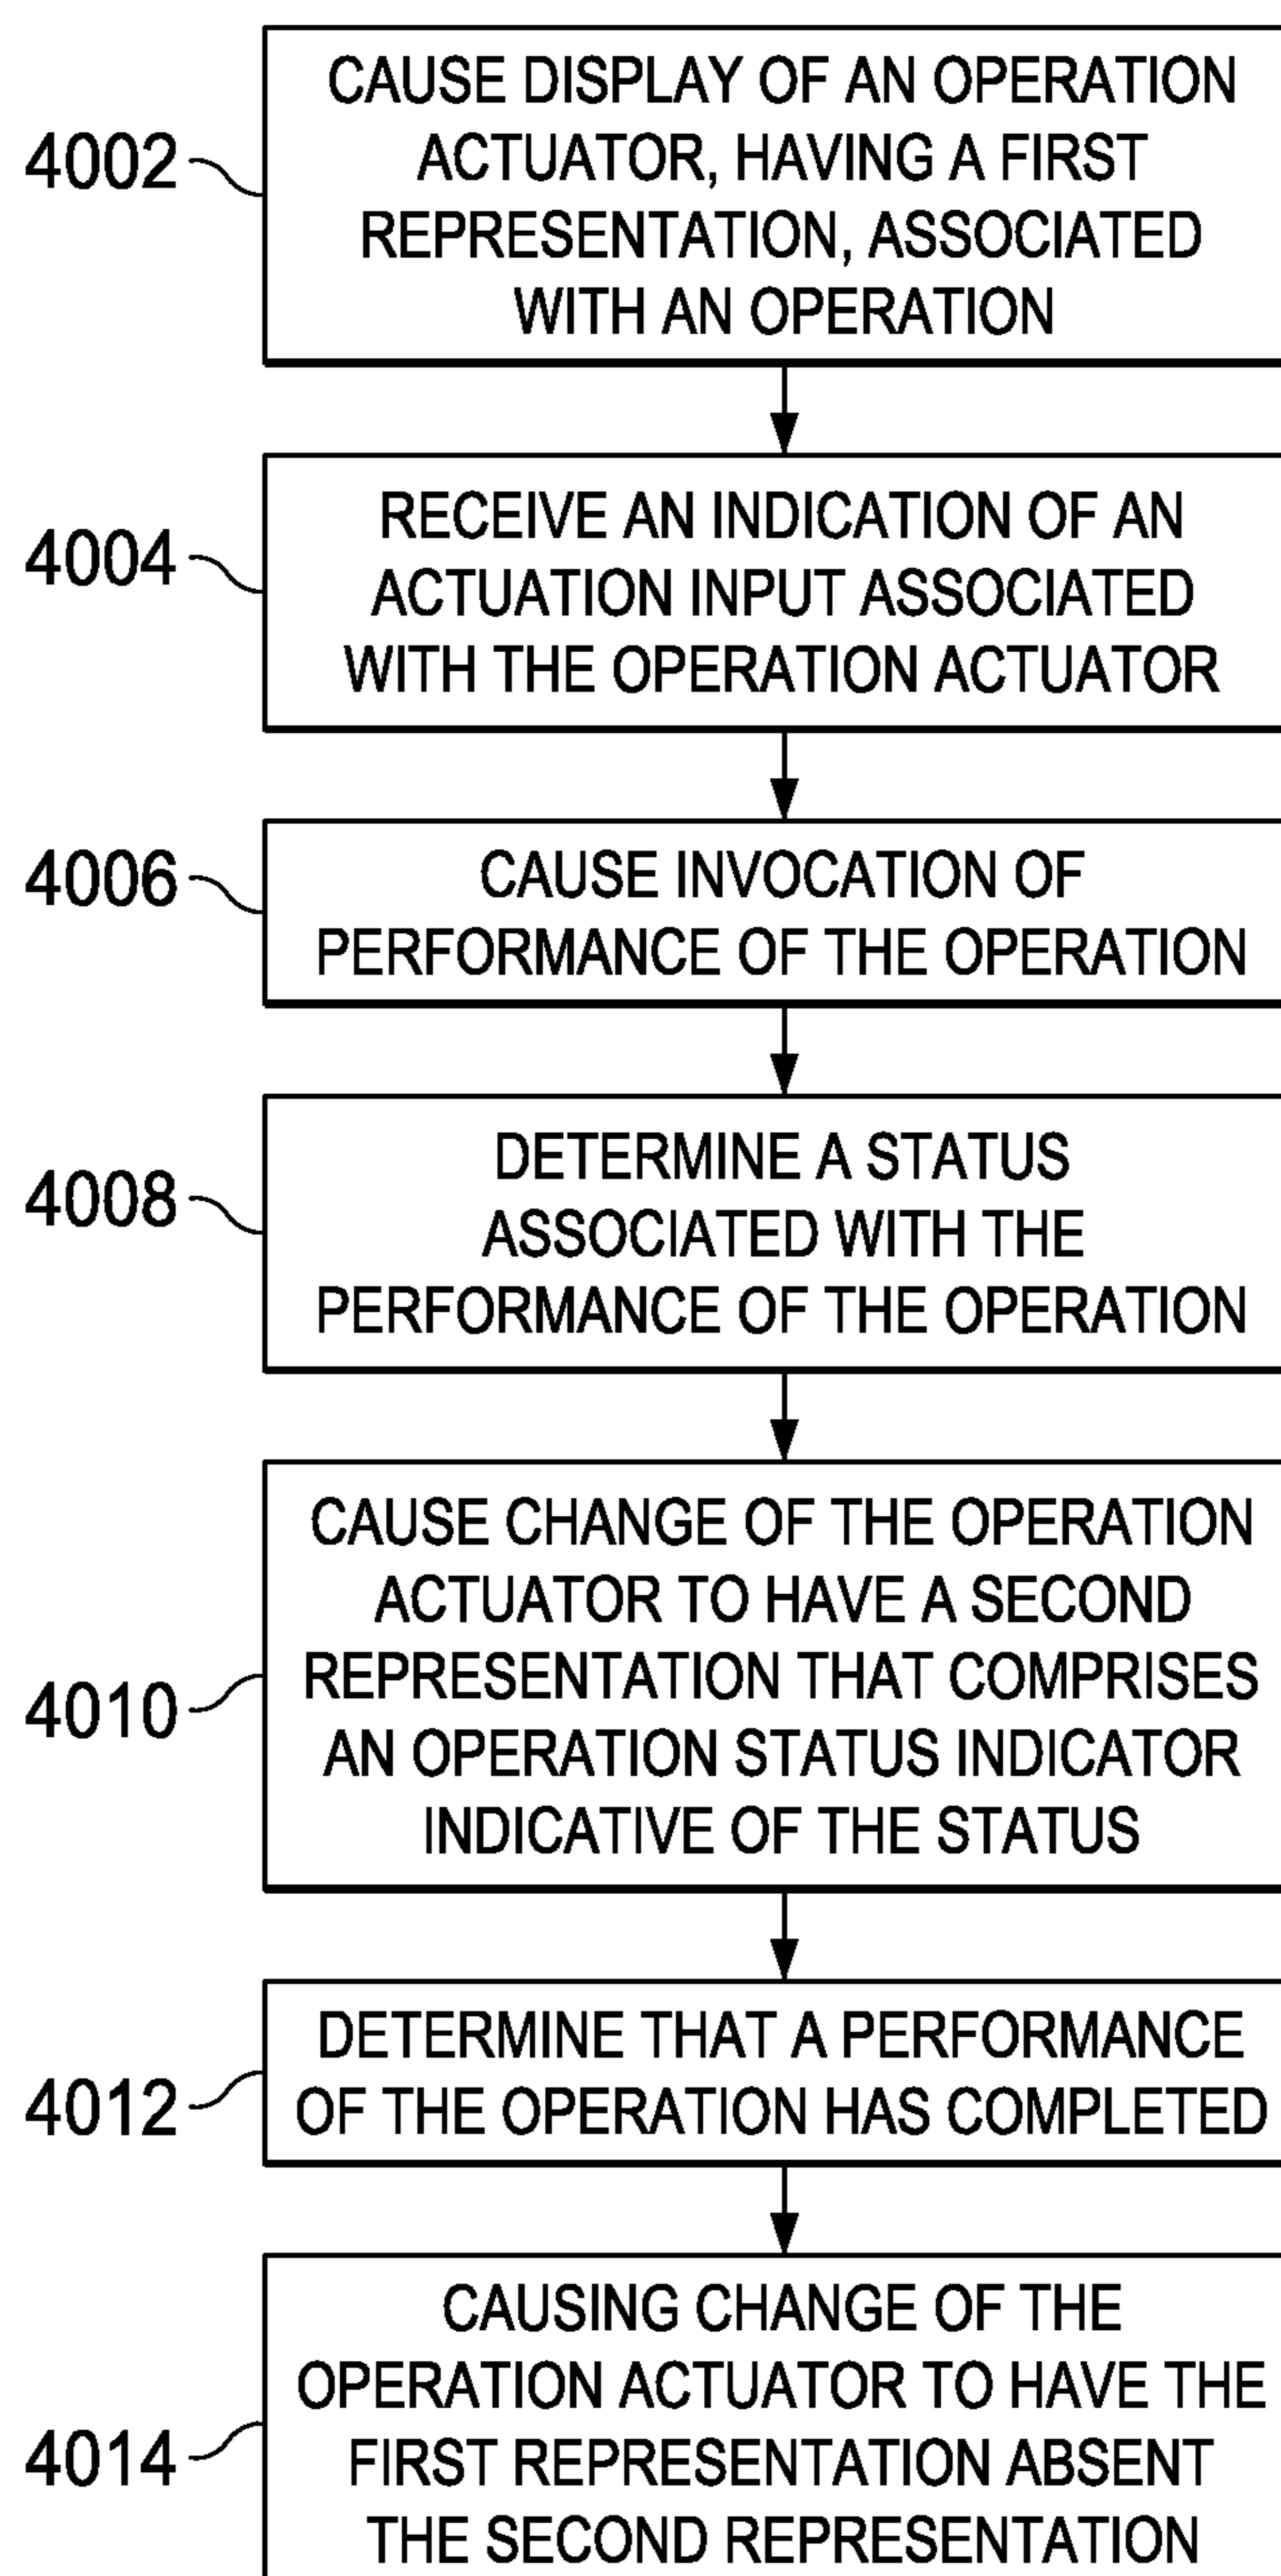 CAUSE DISPLAY OF AN OPERATION
ACTUATOR, HAVING A FIRST
REPRESENTATION, ASSOCIATED
WITH AN OPERATION
4002
RECEIVE AN INDICATION OF AN
ACTUATION INPUT ASSOCIATED
WITH THE OPERATION ACTUATOR
4004
CAUSE INVOCATION OF
PERFORMANCE OF THE OPERATION
4006
DETERMINE A STATUS
ASSOCIATED WITH THE
PERFORMANCE OF THE OPERATION
4008
CAUSE CHANGE OF THE OPERATION
ACTUATOR TO HAVE A SECOND
REPRESENTATION THAT COMPRISES
AN OPERATION STATUS INDICATOR
INDICATIVE OF THE STATUS
4010
DETERMINE THAT A PERFORMANCE
OF THE OPERATION HAS COMPLETED
4012
CAUSING CHANGE OF THE
OPERATION ACTUATOR TO HAVE THE
FIRST REPRESENTATION ABSENT
THE SECOND REPRESENTATION
4014